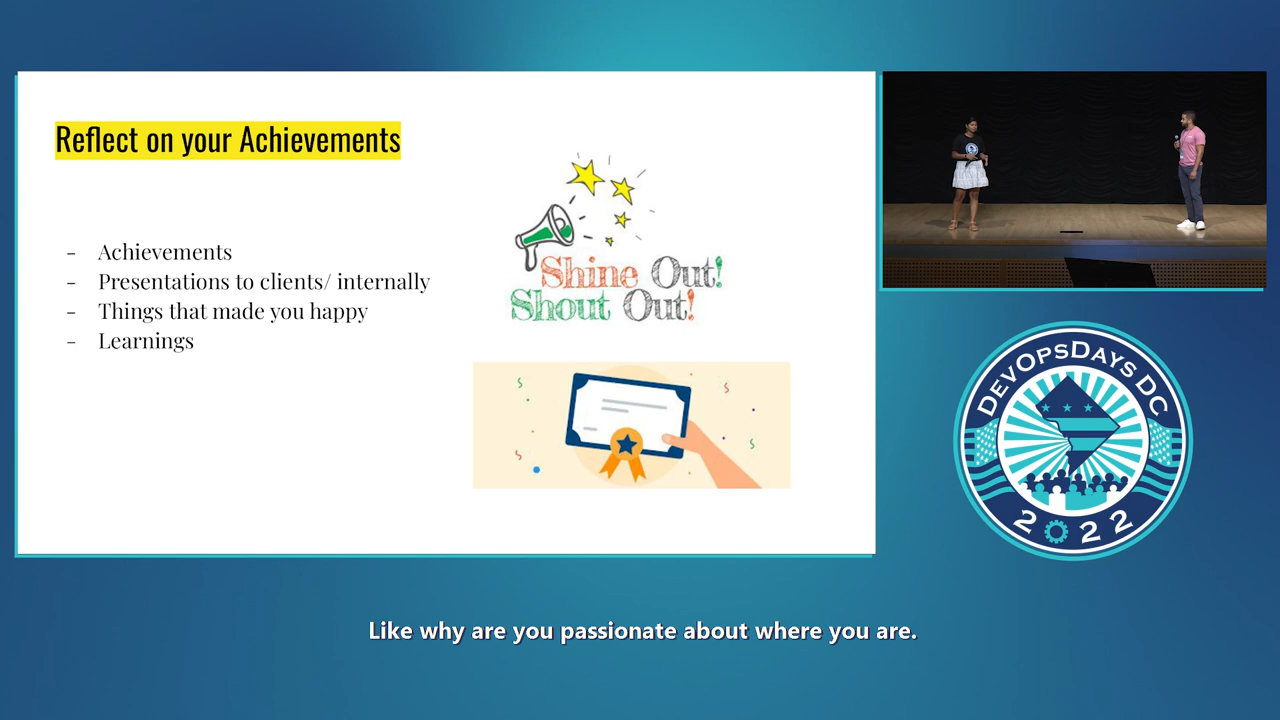 Reflect on your Achievements
- Achievements
- Presentations to clients/ internally
- Things that made you happy
- Learnings
Shine Out!
Shout Out!
DEVOPSDAYS DC
2022
Like why are you passionate about where you are.